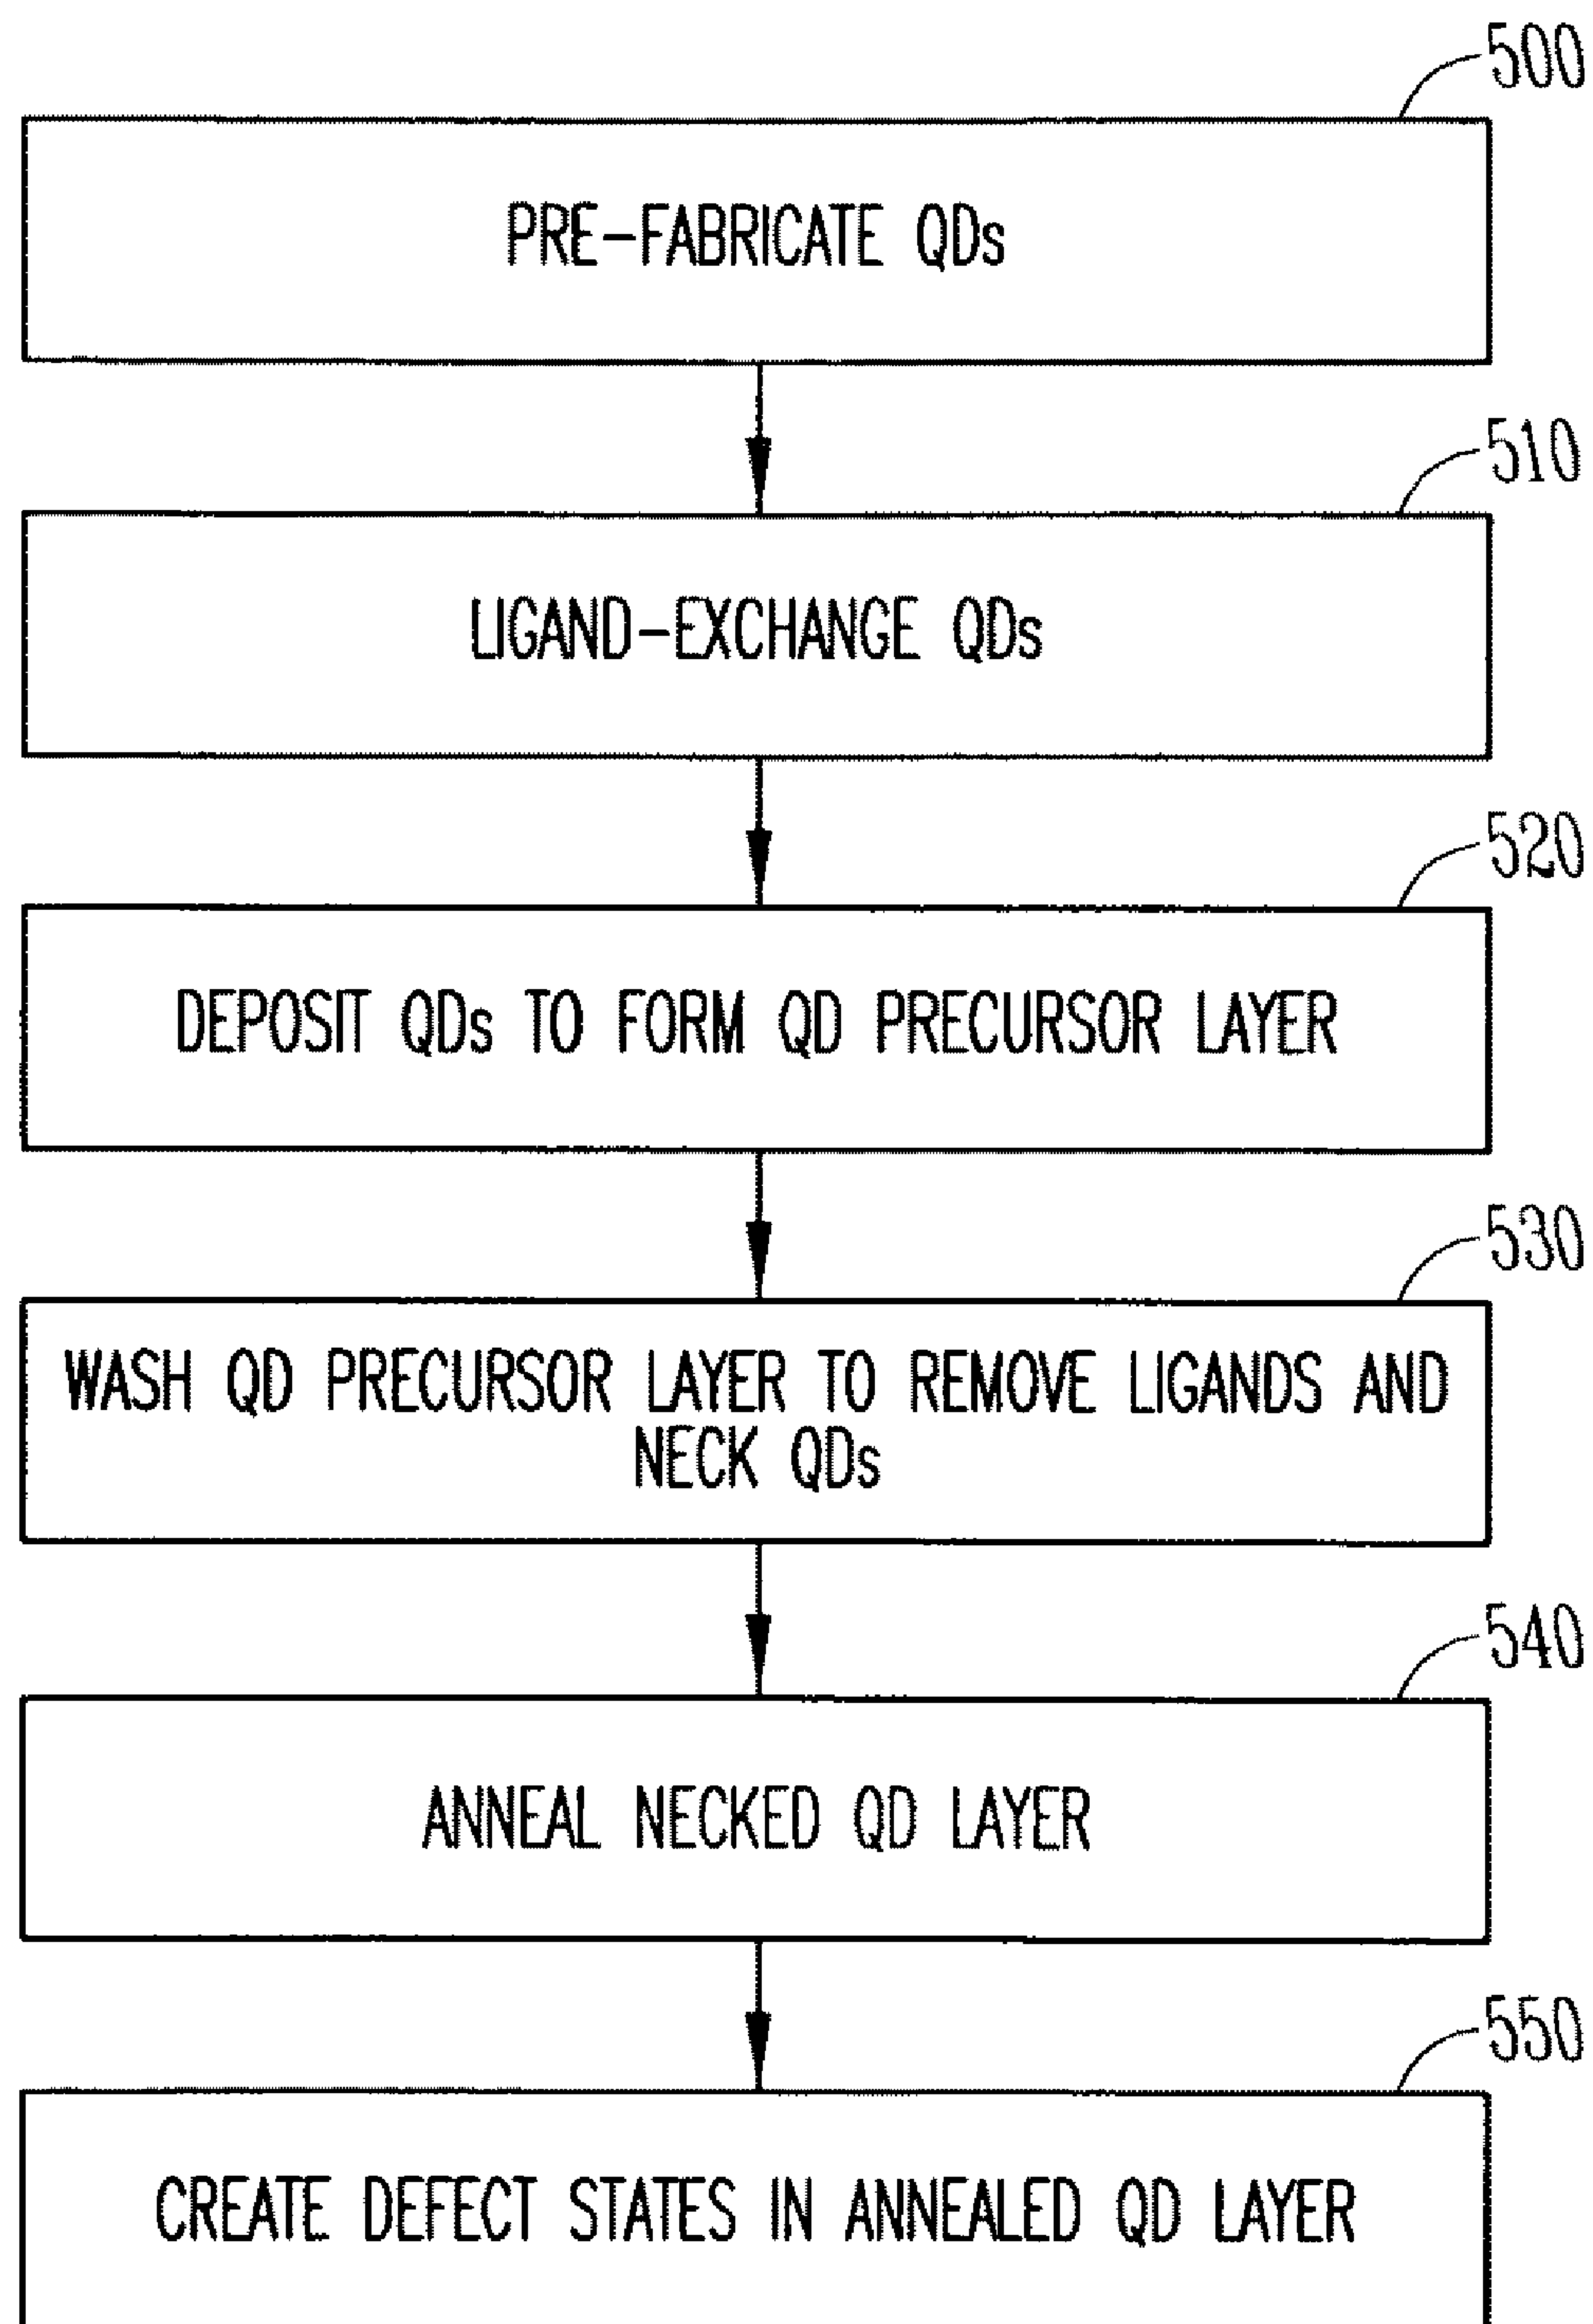 500
PRE-FABRICATE QDs
510
LIGAND-EXCHANGE QDs
520
DEPOSIT QDs TO FORM QD PRECURSOR LAYER
530
WASH QD PRECURSOR LAYER TO REMOVE LIGANDS AND
NECK QDs
540
ANNEAL NECKED QD LAYER
550
CREATE DEFECT STATES IN ANNEALED QD LAYER